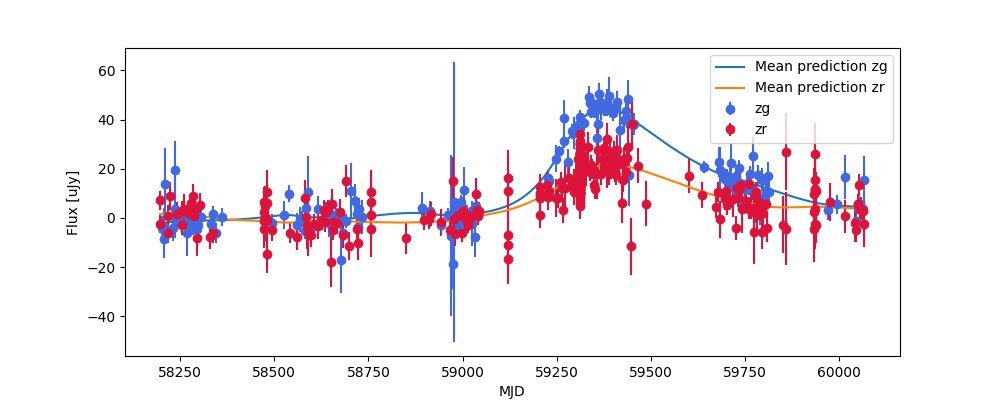 Mean prediction zg
Mean prediction zr
zg
zr
60
40
20
0
−20
−40
Flux [uJy]
58250
58500
58750
59000
59250
59500
59750
60000
MJD